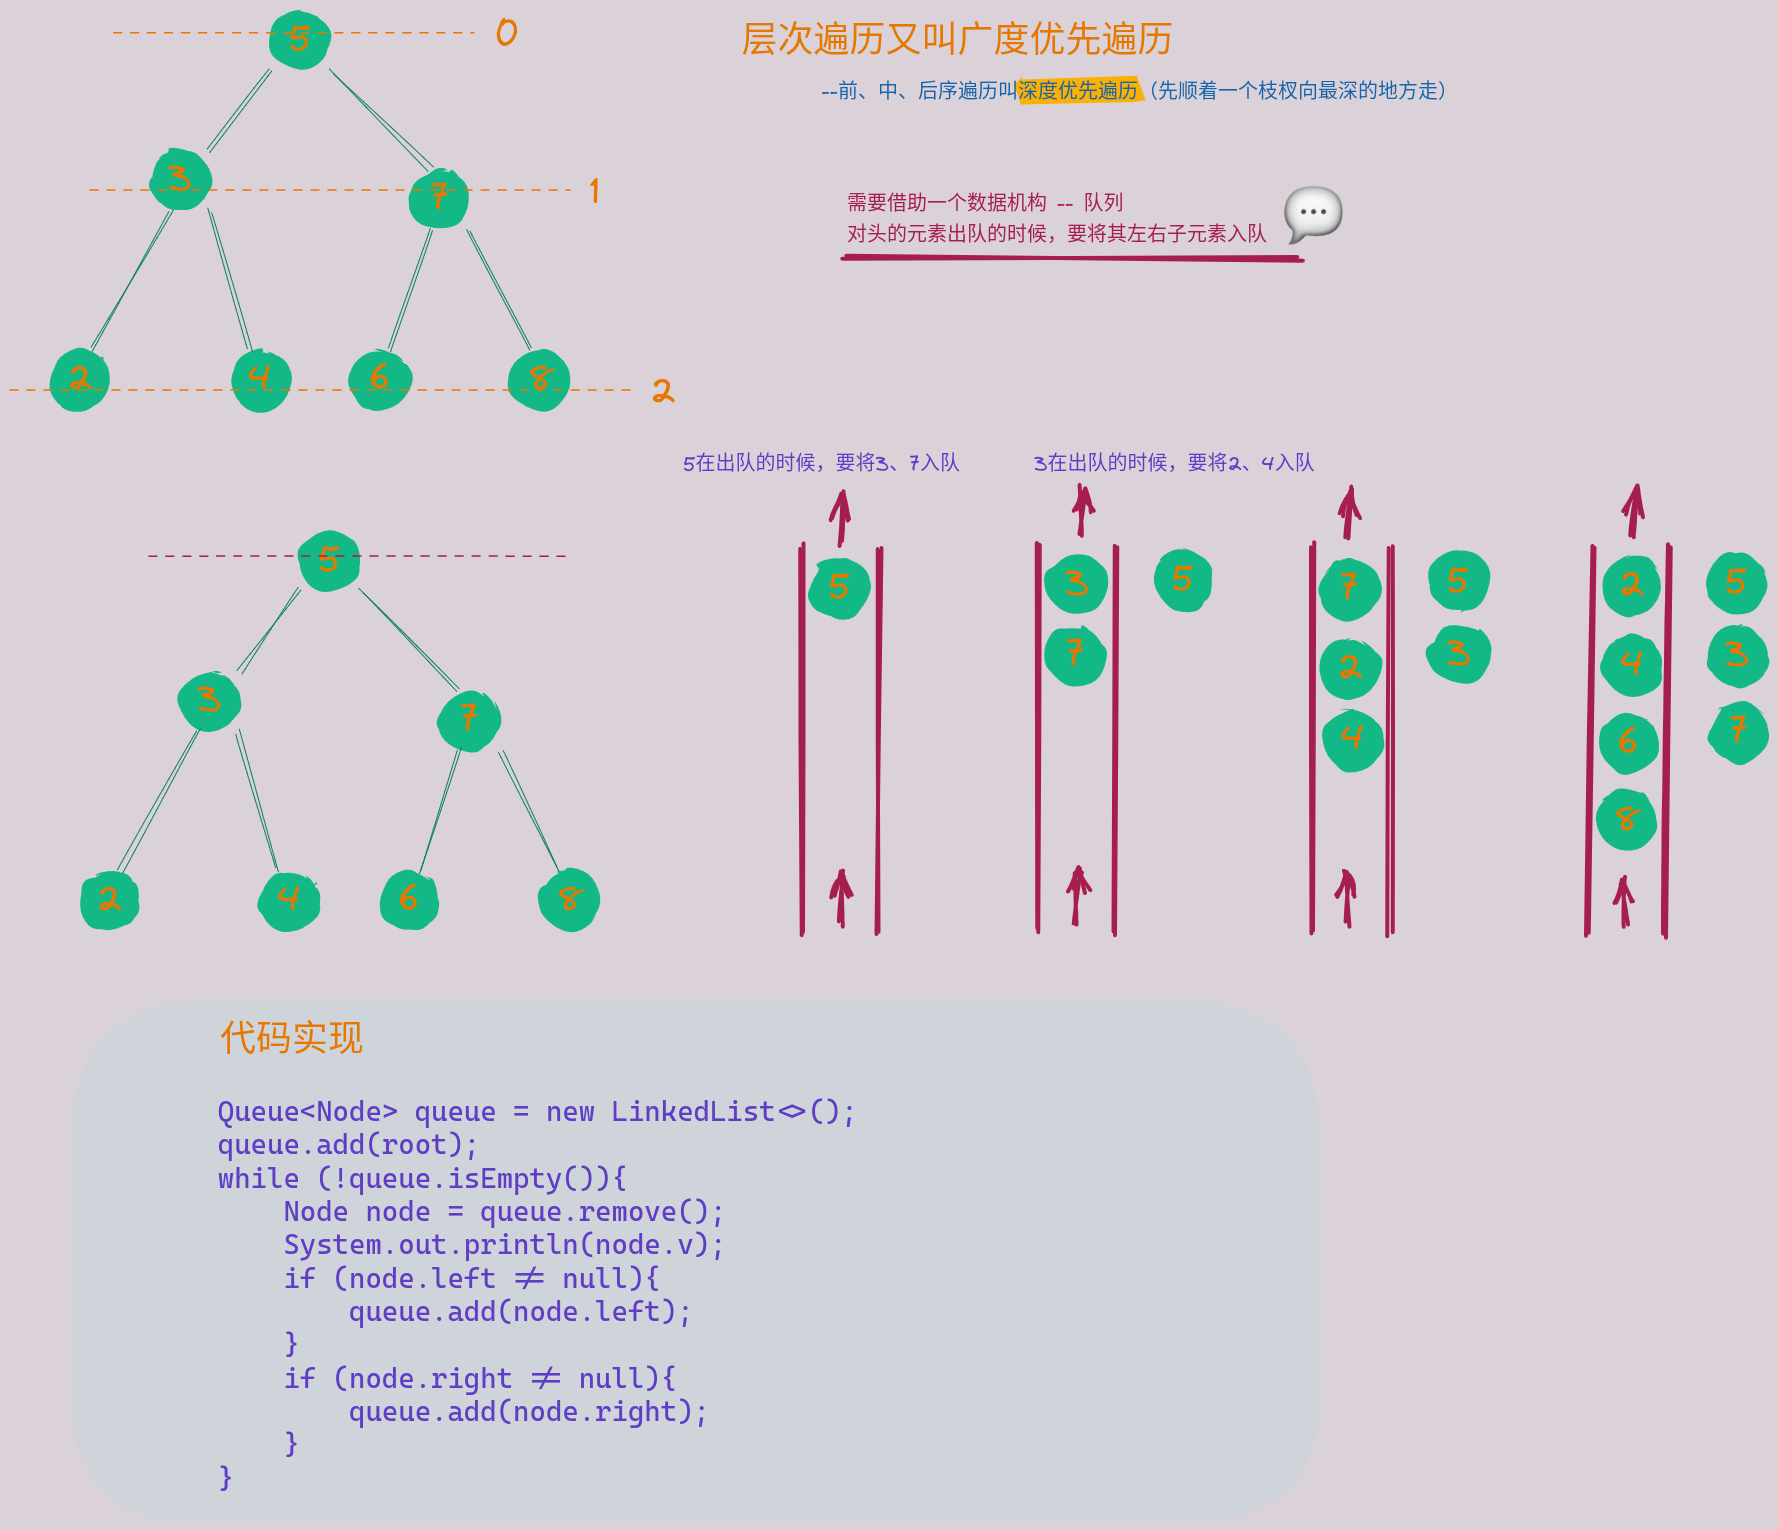 5
0
3
7
1
2
4
6
8
2
层次遍历又叫广度优先遍历
--前、中、后序遍历叫深度优先遍历（先顺着一个枝杈向最深的地方走）
需要借助一个数据机构 -- 队列
对头的元素出队的时候，要将其左右子元素入队
5在出队的时候，要将3、7入队
3在出队的时候，要将2、4入队
5
3
7
2
4
6
8
5
3
7
5
7
2
4
5
3
2
4
6
8
5
3
7
代码实现
Queue<Node> queue = new LinkedList<>();
queue.add(root);
while (!queue.isEmpty()){
Node node = queue.remove();
System.out.println(node.v);
if (node.left != null){
queue.add(node.left);
}
if (node.right != null){
queue.add(node.right);
}
}